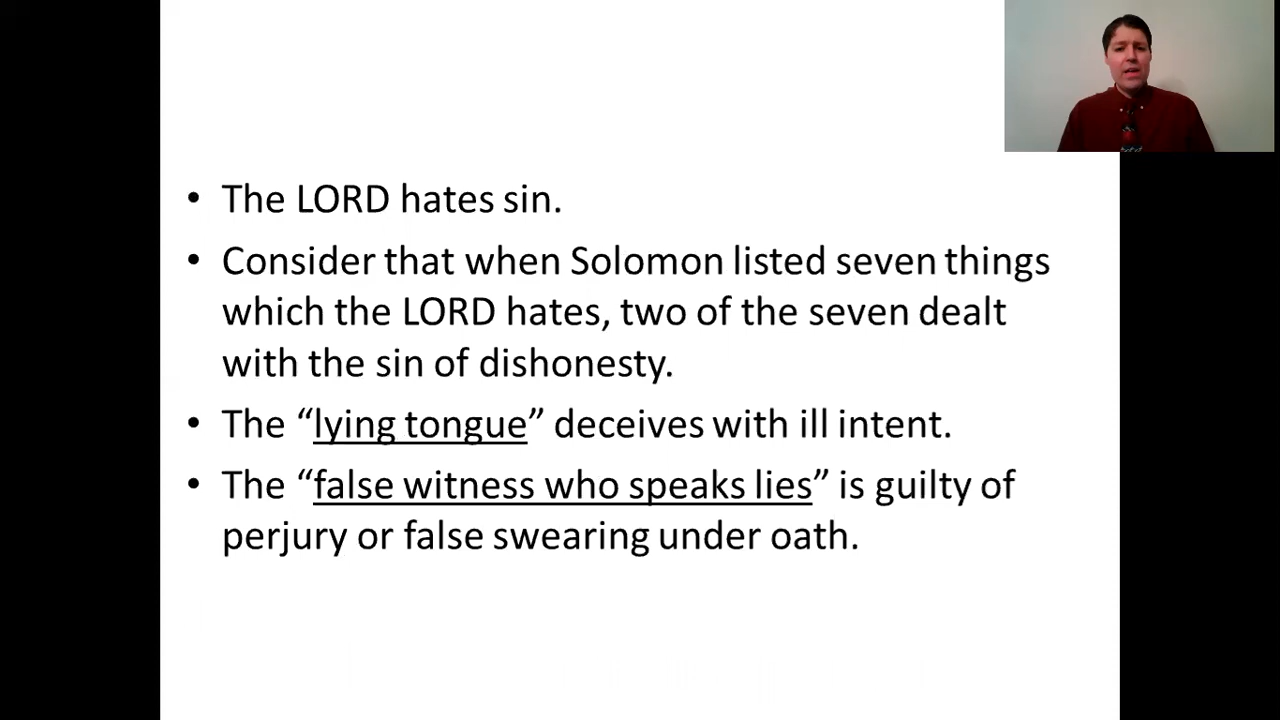 • The LORD hates sin.
• Consider that when Solomon listed seven things
which the LORD hates, two of the seven dealt
with the sin of dishonesty.
• The “lying tongue” deceives with ill intent.
• The “false witness who speaks lies” is guilty of
perjury or false swearing under oath.